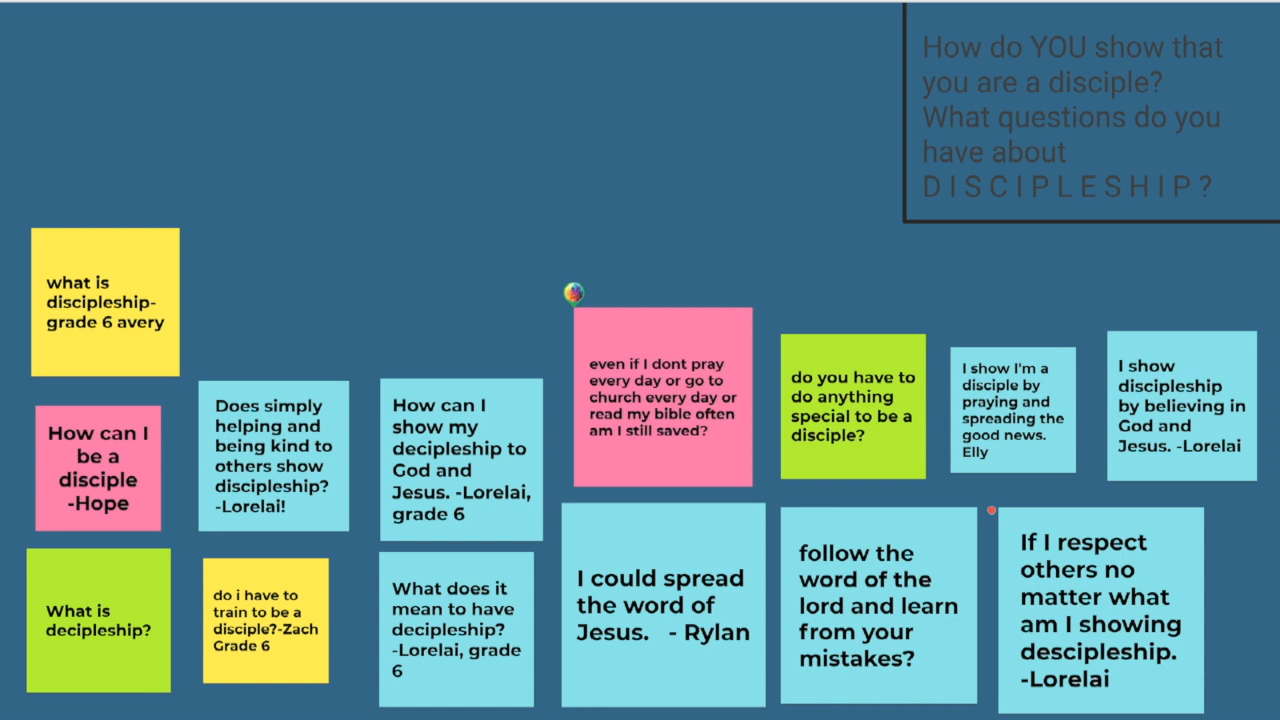 How do YOU show that
you are a disciple?
What questions do you
have about
D I S C I P L E S H I P ?
what is
discipleship-
grade 6 avery
How can I
be a
disciple
-Hope
What is
decipleship?
Does simply
helping and
being kind to
others show
discipleship?
-Lorelai!
do i have to
train to be a
disciple?-Zach
Grade 6
How can I
show my
decipleship to
God and
Jesus. -Lorelai,
grade 6
What does it
mean to have
decipleship?
-Lorelai, grade
6
even if I dont pray
every day or go to
church every day or
read my bible often
am I still saved?
I could spread
the word of
Jesus. - Rylan
do you have to
do anything
special to be a
disciple?
follow the
word of the
lord and learn
from your
mistakes?
I show I'm a
disciple by
praying and
spreading the
good news.
Elly
I show
discipleship
by believing in
God and
Jesus. -Lorelai
If I respect
others no
matter what
am I showing
descipleship.
-Lorelai